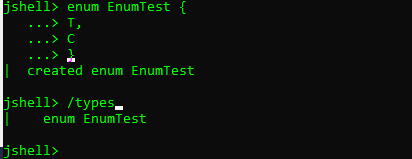 jshell> enum EnumTest {
   ...> T,
   ...> C
   ...> }
|  created enum EnumTest
jshell> /types
|    enum EnumTest
jshell>